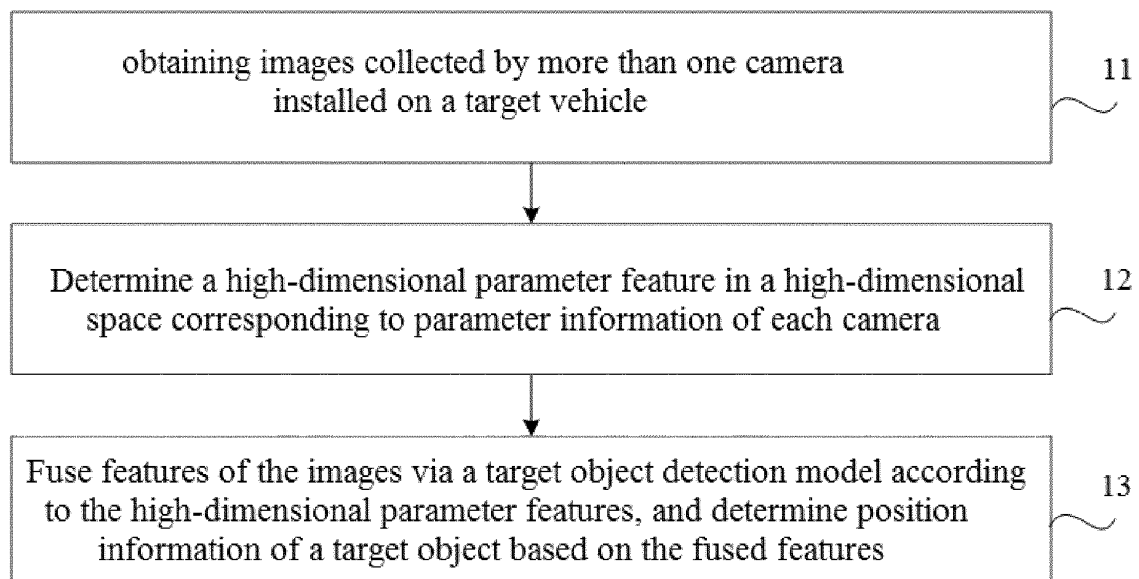 obtaining images collected by more than one camera
installed on a target vehicle
11
Determine a high-dimensional parameter feature in a high-dimensional
space corresponding to parameter information of each camera
12
Fuse features of the images via a target object detection model according
to the high-dimensional parameter features, and determine position
information of a target object based on the fused features
13